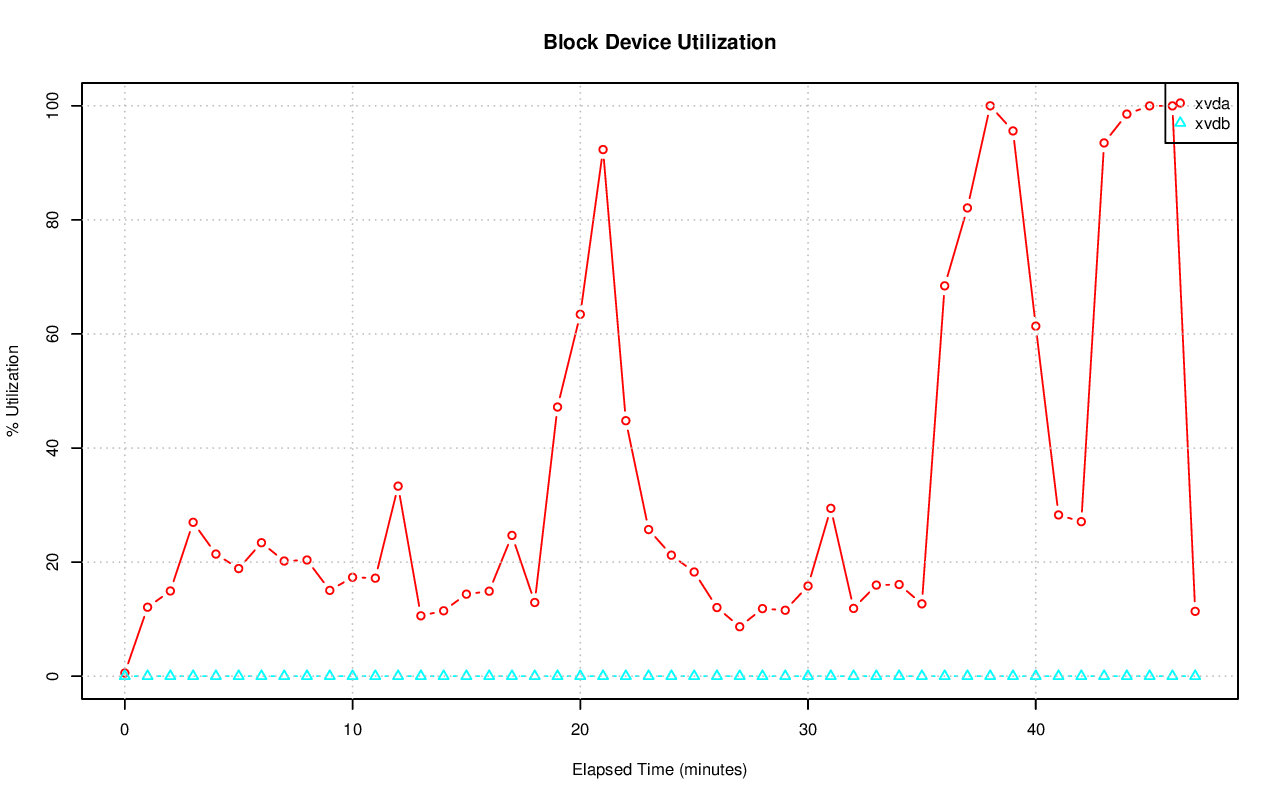 Block Device Utilization
xvda
xvdb
% Utilization
100
80
60
40
20
0
0 10 20 30 40
Elapsed Time (minutes)